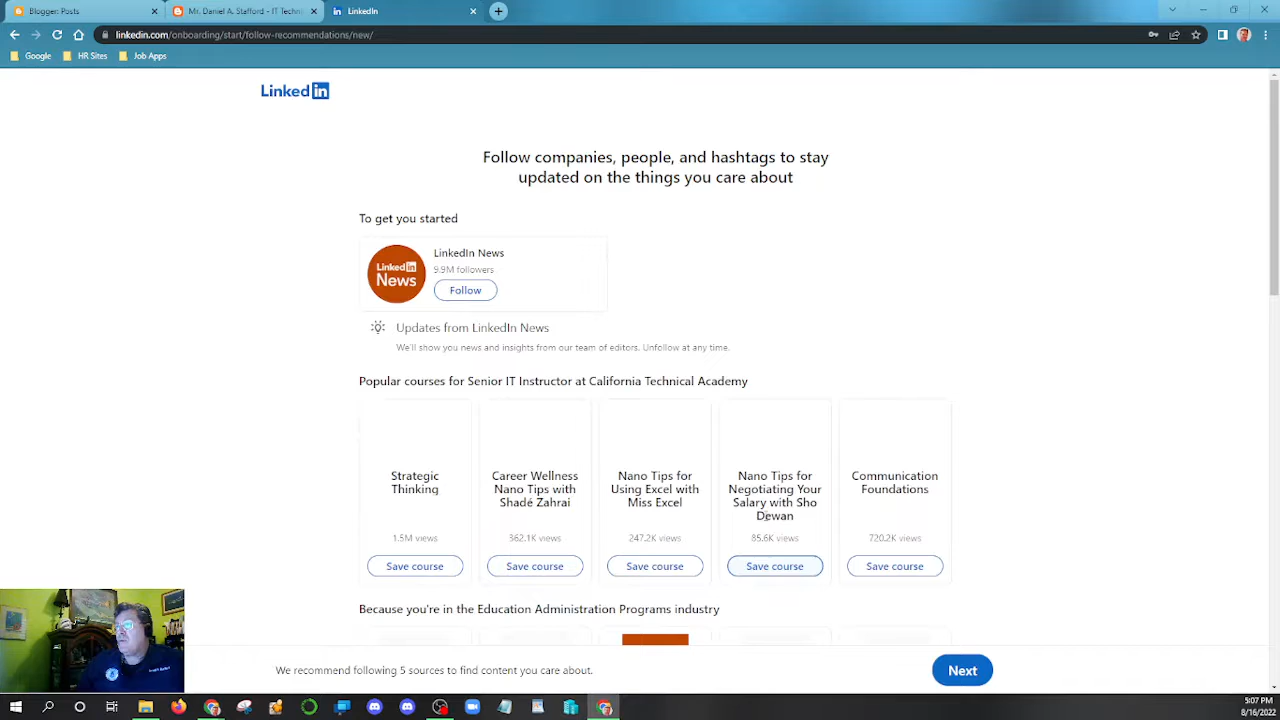 Blogger: Posts
Mr. Daniel A. Stafford - IT Techni
LinkedIn
linkedin.com/onboarding/start/follow-recommendations/new/
Google
HR Sites
Job Apps
Linked in
Follow companies, people, and hashtags to stay
updated on the things you care about
To get you started
Linked in
News
LinkedIn News
9.9M followers
Follow
Updates from LinkedIn News
We'll show you news and insights from our team of editors. Unfollow at any time.
Popular courses for Senior IT Instructor at California Technical Academy
Strategic
Thinking
1.5M views
Save course
Career Wellness
Nano Tips with
Shadé Zahrai
362.1K views
Save course
Nano Tips for
Using Excel with
Miss Excel
247.2K views
Save course
Nano Tips for
Negotiating Your
Salary with Sho
Dewan
85.6K views
Save course
Communication
Foundations
720.2K views
Save course
Because you're in the Education Administration Programs industry
We recommend following 5 sources to find content you care about.
Next
5:07 PM
8/16/2022